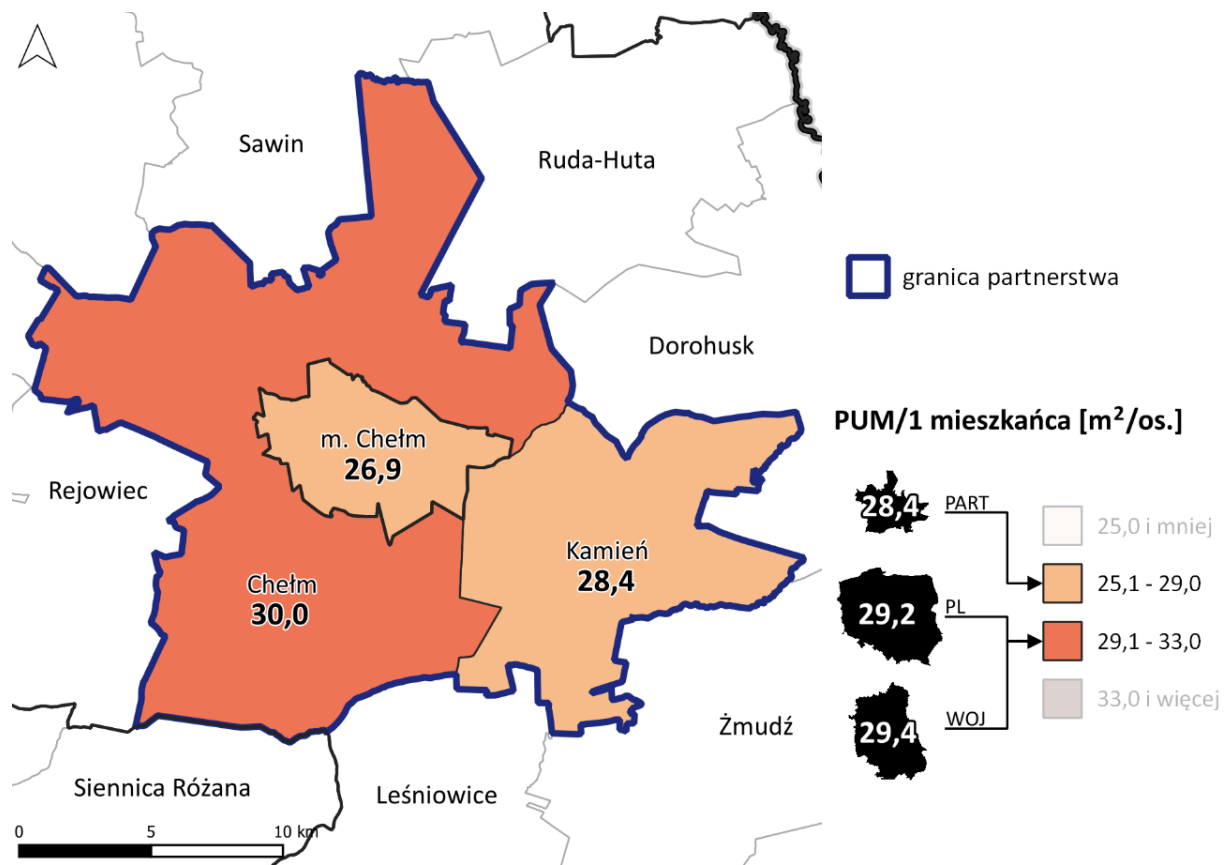 Sawin
Ruda-Huta
granica partnerstwa
Dorohusk
PUM/1 mieszkańca [m²/os.]
m. Chełm
26,9
Rejowiec
28,4
PART
25,0 i mniej
Kamień
28,4
Chełm
30,0
25,1 - 29,0
29,2
PL
29,1 - 33,0
33,0 i więcej
29,4
WOJ
Żmudź
Siennica Różana
Leśniowice
0 5 10 km